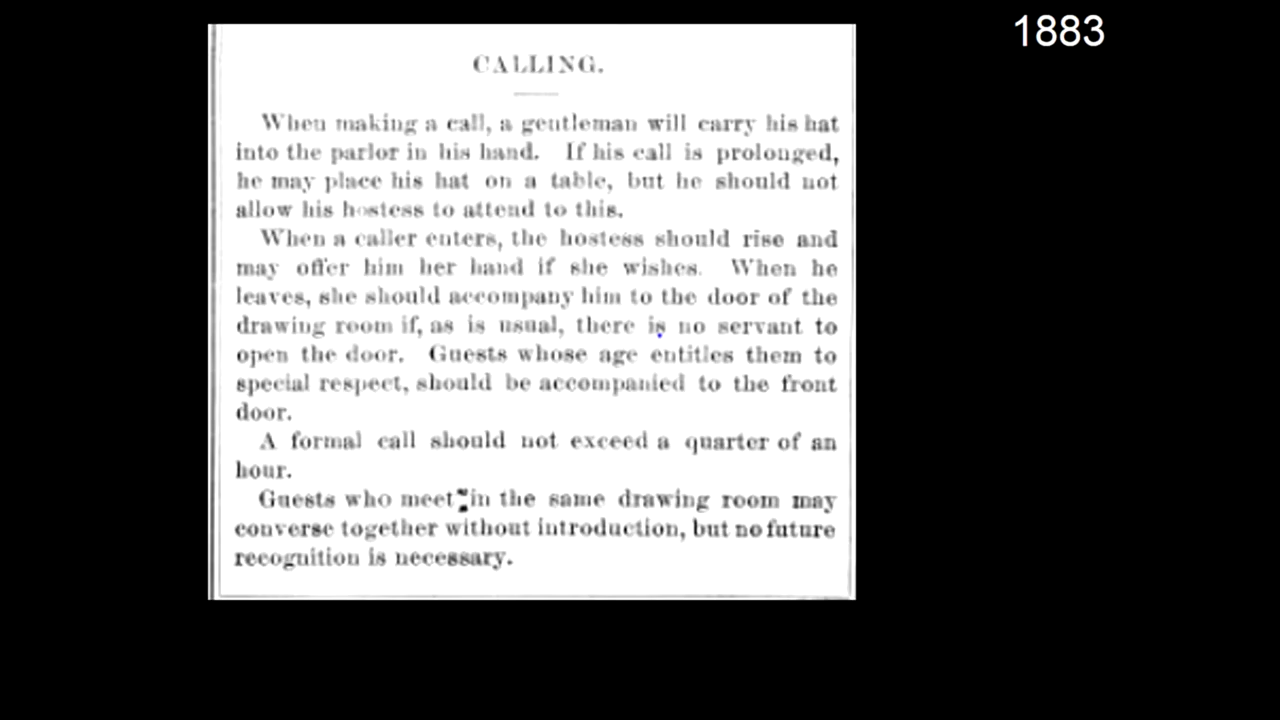 1883
CALLING.
When making a call, a gentleman will carry his hat
into the parlor in his hand. If his call is prolonged,
he may place his hat on a table, but he should not
allow his hostess to attend to this.
When a caller enters, the hostess should rise and
may offer him her hand if she wishes. When he
leaves, she should accompany him to the door of the
drawing room if, as is usual, there is no servant to
open the door. Guests whose age entitles them to
special respect, should be accompanied to the front
door.
A formal call should not exceed a quarter of an
hour.
Guests who meet in the same drawing room may
converse together without introduction, but no future
recognition is necessary.